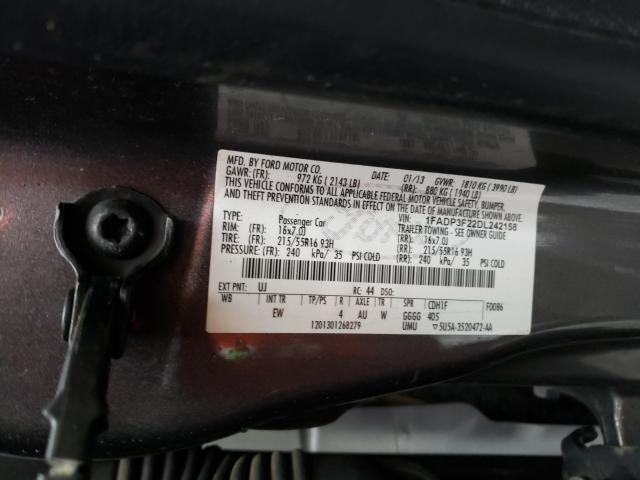 MFD. BY FORD MOTOR CO.
DATE: 01/13 GVWR: 1810 KG ( 3990 LB)
GAWR: (FR): 972 KG ( 2143 LB) (RR): 880 KG ( 1940 LB)
THIS VEHICLE CONFORMS TO ALL APPLICABLE FEDERAL MOTOR VEHICLE SAFETY, BUMPER,
AND THEFT PREVENTION STANDARDS IN EFFECT ON THE DATE OF MANUFACTURE SHOWN ABOVE.
VIN: 1FADP3F22DL242158
TYPE: Passenger Car TRAILER TOWING - SEE OWNER GUIDE
RIM: (FR) 16x7.0J (RR) 16x7.0J
TIRE: (FR) 215/55R16 93H (RR) 215/55R16 93H
PRESSURE: (FR) 240 kPa/ 35 PSI COLD (RR) 240 kPa/ 35 PSI COLD
EXT PNT: UJ RC: 44 DSO:
WB INT TR TP/PS R AXLE TR SPR CDH1F F0086
EW 4 AU W GGGG 405
1201301268279 UMU ▽5U5A-3520472-AA